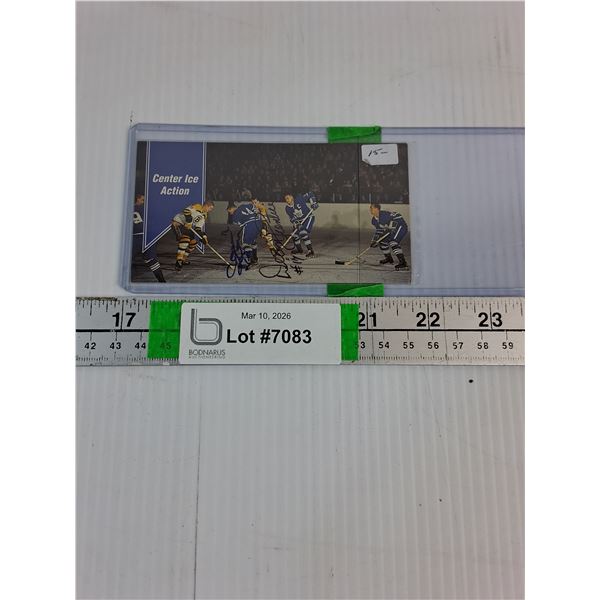 Center Ice
Action
15-
Mar 10, 2026
Lot #7083
BODNARUS
AUCTIONEERING
17 21 22 23
42 43 44 45 53 54 55 56 57 58 59